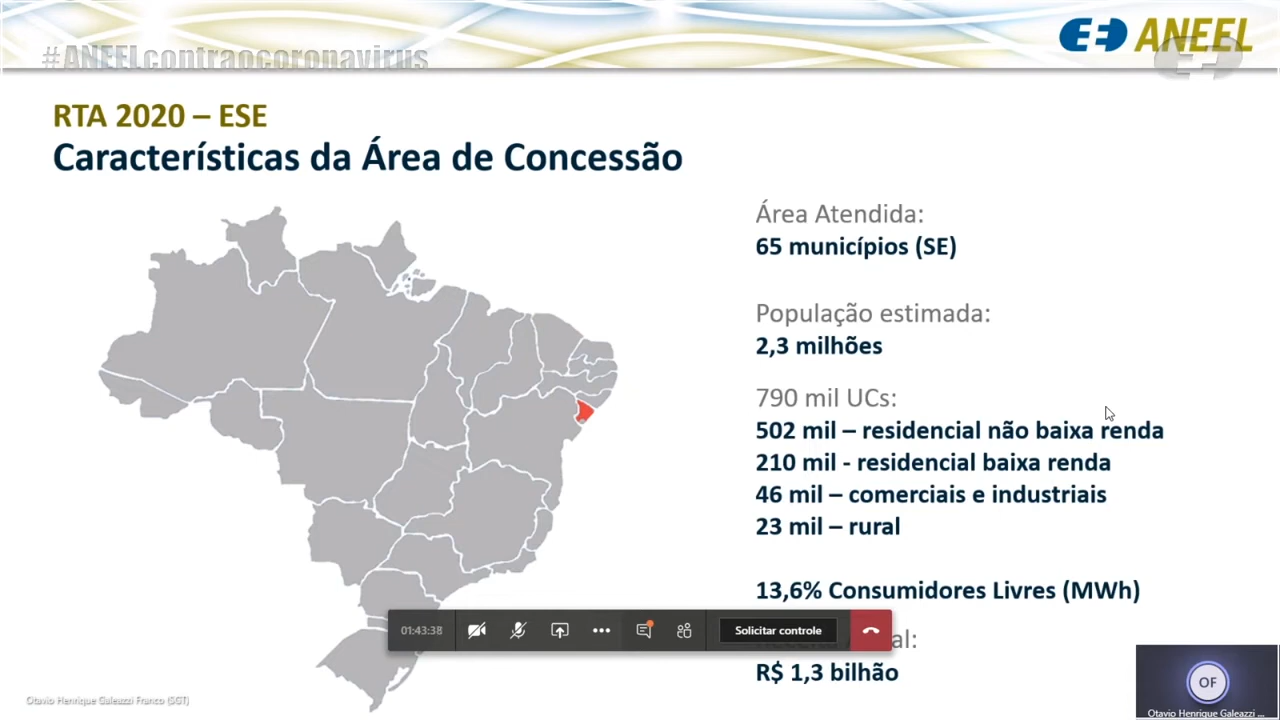 #ANEELcontraocoronavirus
ANEEL
RTA 2020 – ESE
Características da Área de Concessão
Área Atendida:
65 municípios (SE)
População estimada:
2,3 milhões
790 mil UCs:
502 mil – residencial não baixa renda
210 mil - residencial baixa renda
46 mil – comerciais e industriais
23 mil – rural
13,6% Consumidores Livres (MWh)
01:43:38
Solicitar controle
R$ 1,3 bilhão
OF
Otavio Henrique Galeazzi ...
Otavio Henrique Galeazzi Franco (SGT)